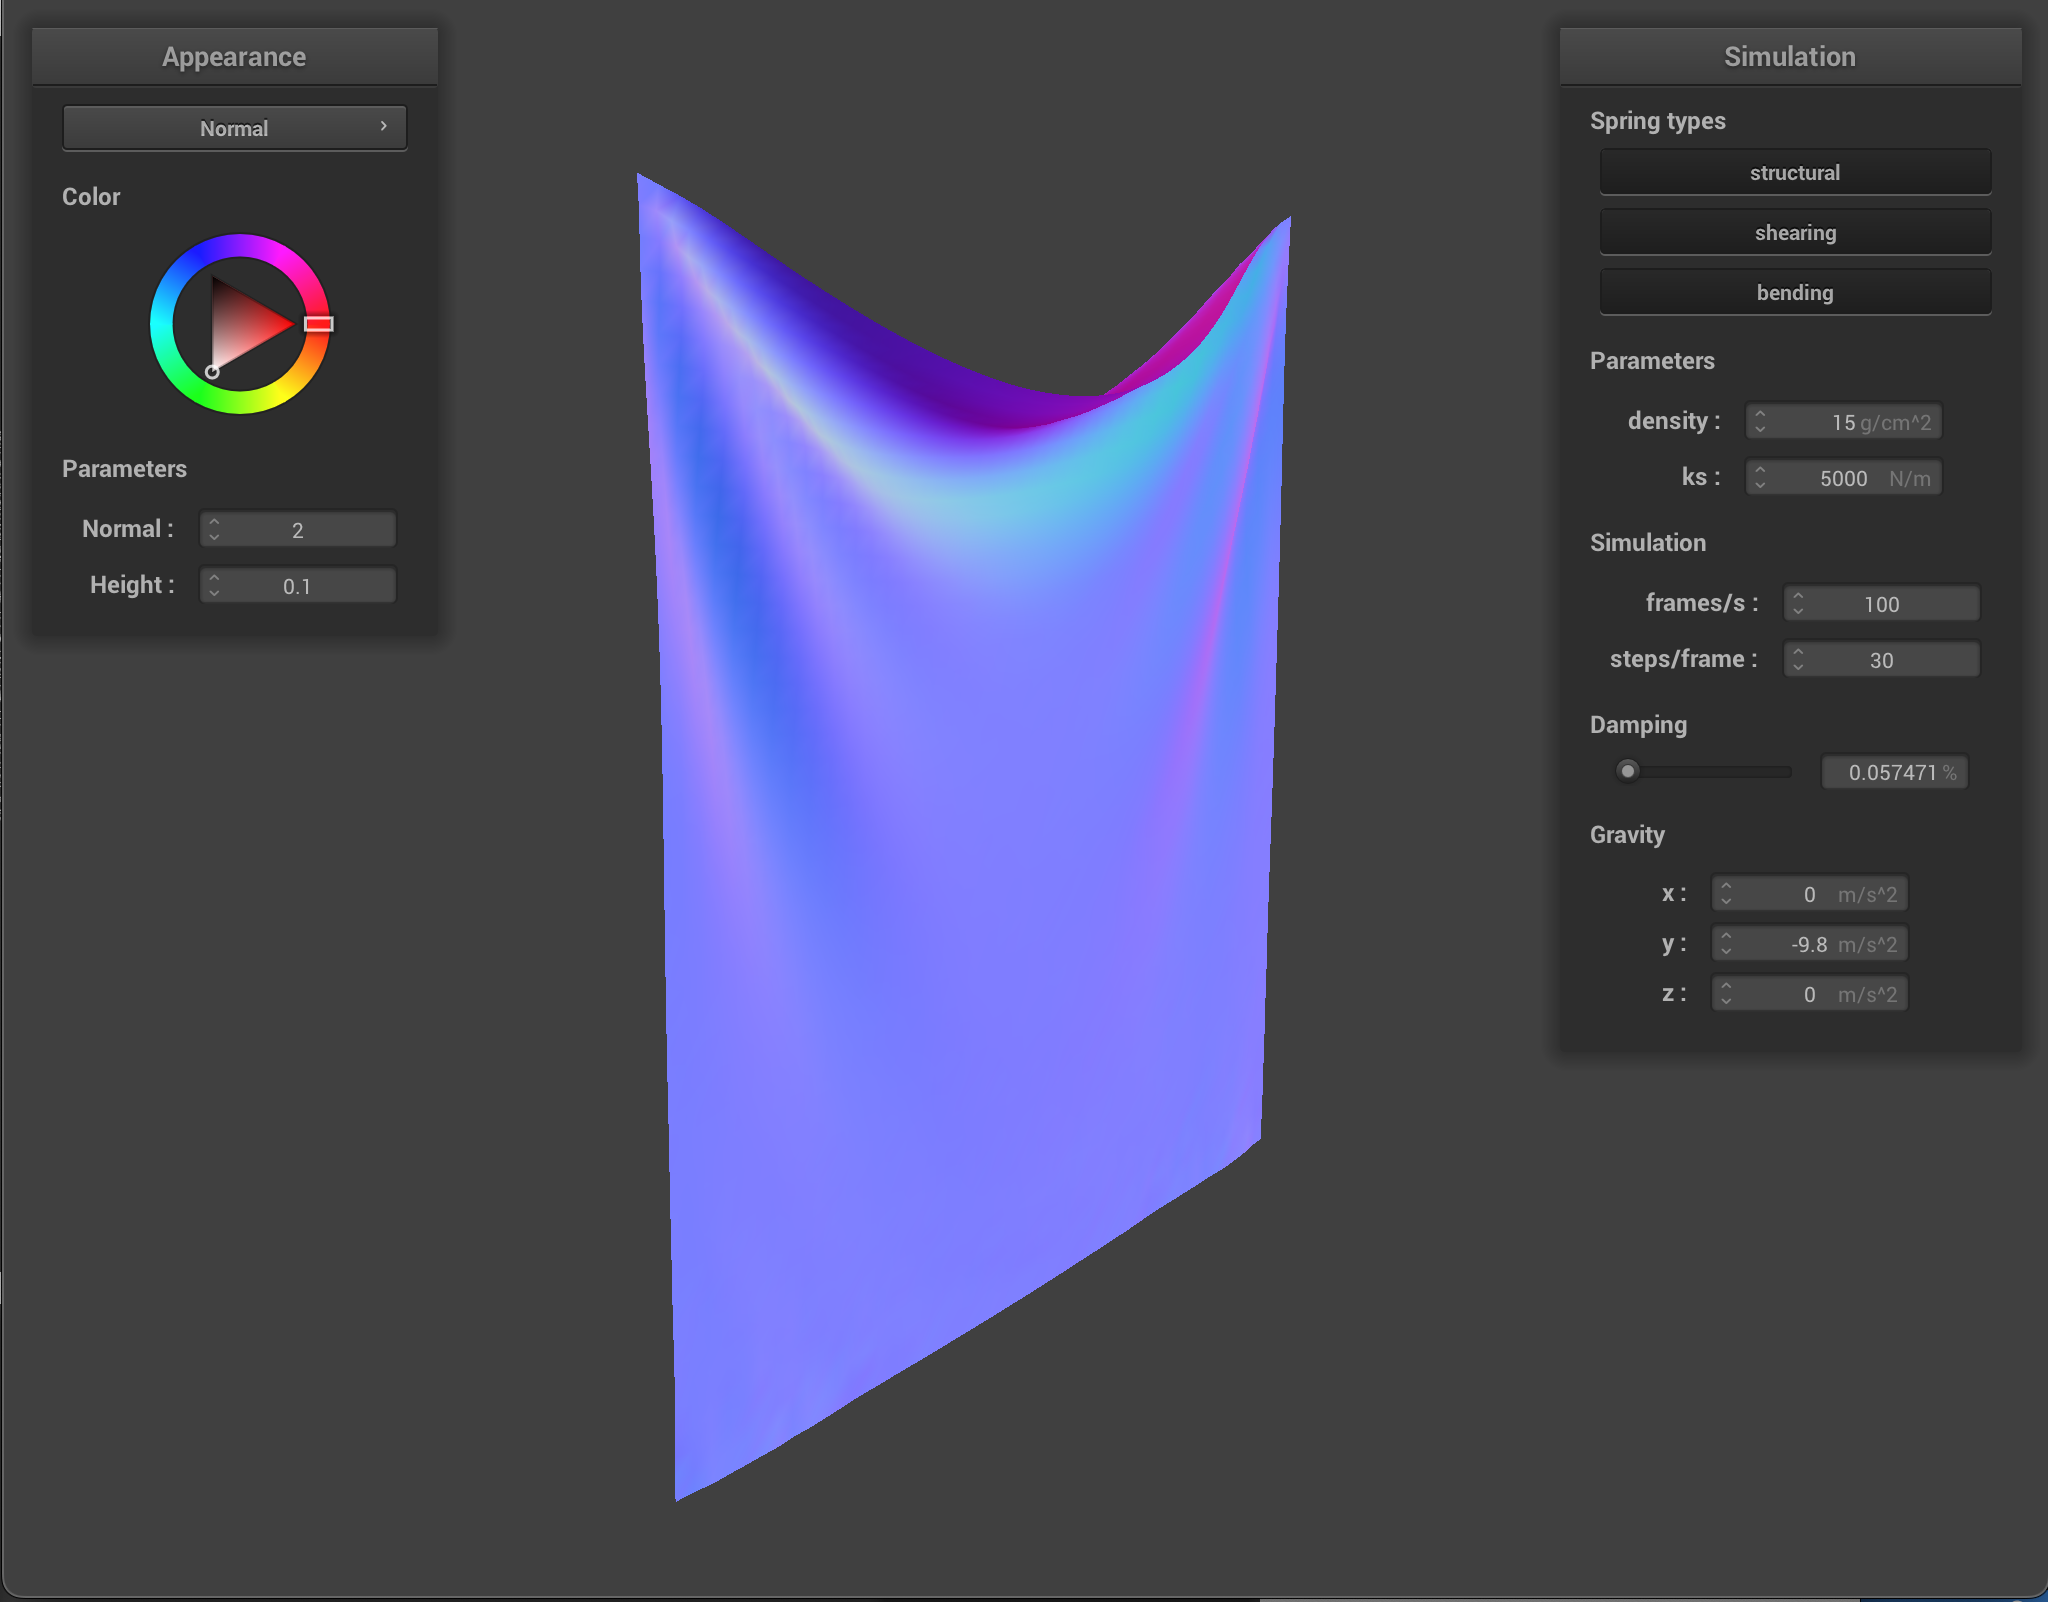 Appearance
Normal
Color
Parameters
Normal :
2
Height :
0.1
Simulation
Spring types
structural
shearing
bending
Parameters
density :
15 g/cm^2
ks :
5000 N/m
Simulation
frames/s :
100
steps/frame :
30
Damping
0.057471 %
Gravity
x :
0 m/s^2
y :
-9.8 m/s^2
z :
0 m/s^2